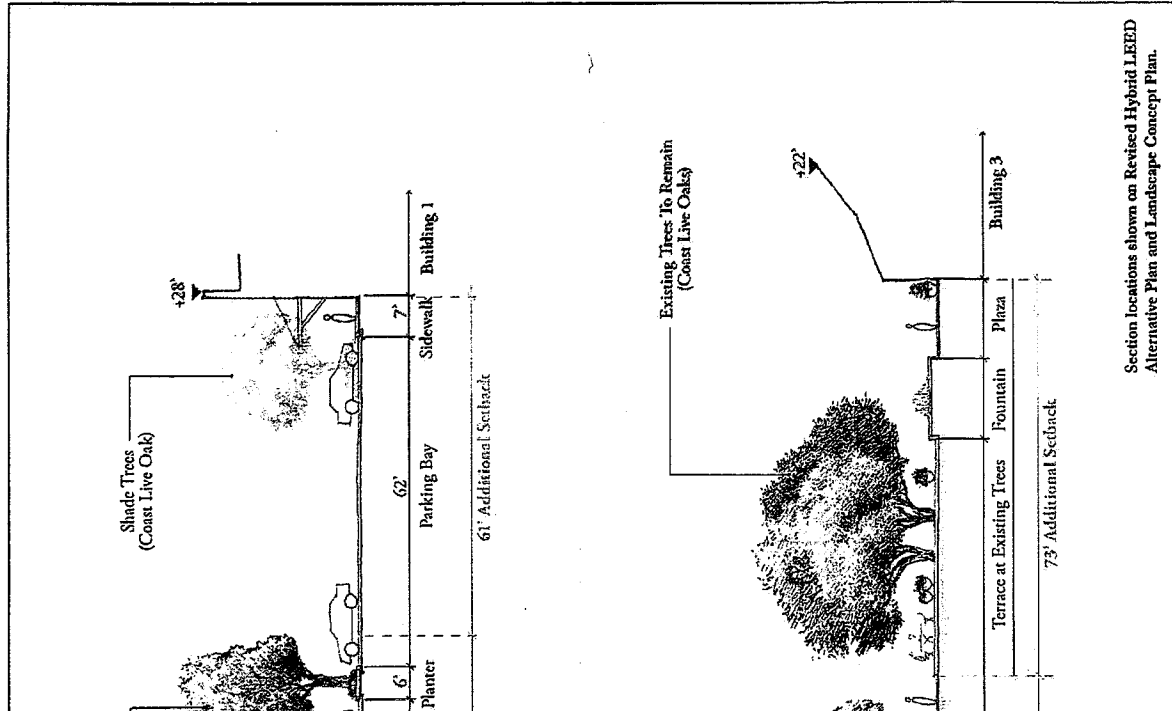 Shade Trees
(Coast Live Oak)
+28'
6'
62'
7'
Planter
Parking Bay
Sidewalk
Building 1
61' Additional Setback
Existing Trees To Remain
(Coast Live Oaks)
+22'
Terrace at Existing Trees
Fountain
Plaza
Building 3
73' Additional Setback
Section locations shown on Revised Hybrid LEED
Alternative Plan and Landscape Concept Plan.